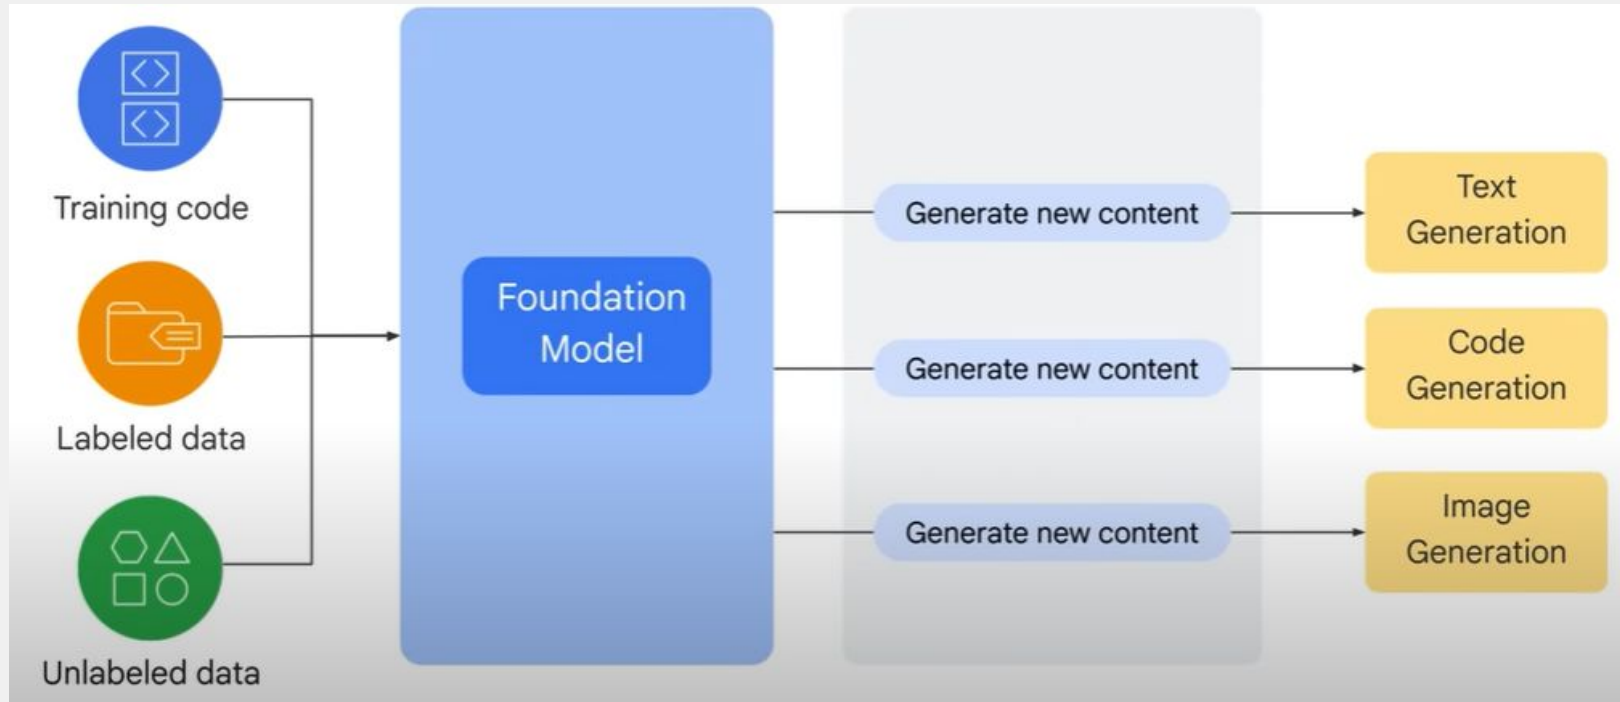 Training code
Labeled data
Unlabeled data
Foundation
Model
Generate new content
Generate new content
Generate new content
Text
Generation
Code
Generation
Image
Generation